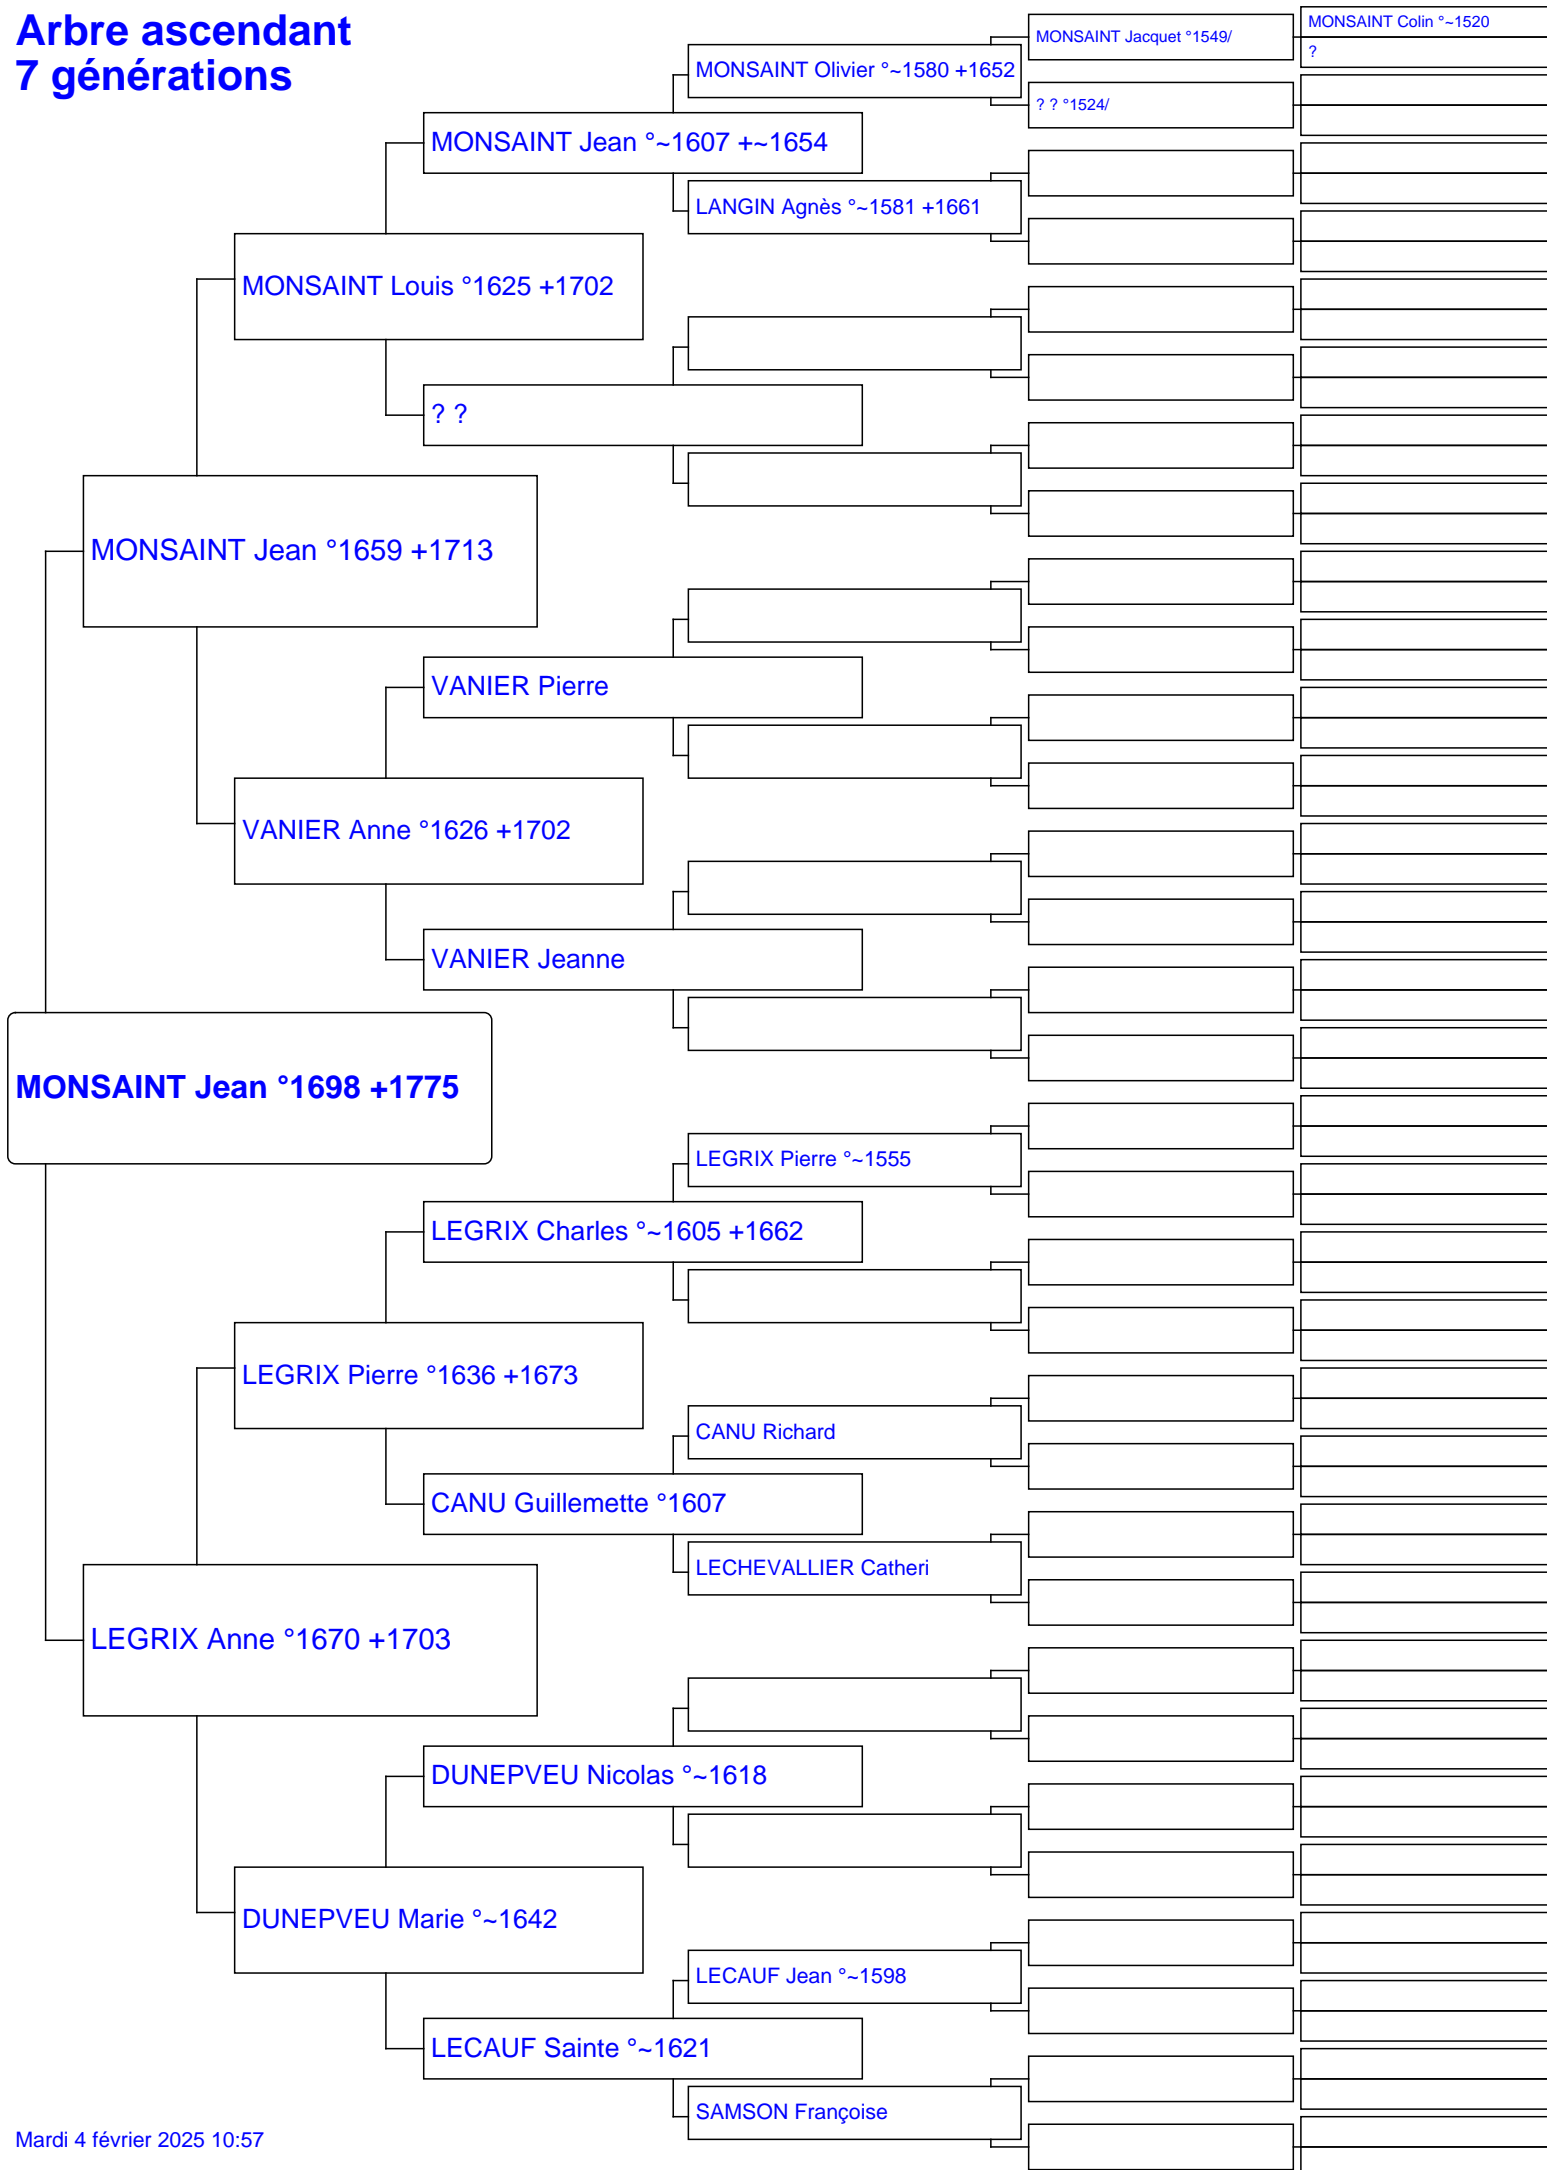 Arbre ascendant
7 générations
MONSAINT Colin °~1520
?
MONSAINT Jacquet °1549/
MONSAINT Olivier °~1580 +1652
? ? °1524/
MONSAINT Jean °~1607 +~1654
LANGIN Agnès °~1581 +1661
MONSAINT Louis °1625 +1702
? ?
MONSAINT Jean °1659 +1713
VANIER Pierre
VANIER Anne °1626 +1702
VANIER Jeanne
MONSAINT Jean °1698 +1775
LEGRIX Pierre °~1555
LEGRIX Charles °~1605 +1662
LEGRIX Pierre °1636 +1673
CANU Richard
CANU Guillemette °1607
LECHEVALLIER Catheri
LEGRIX Anne °1670 +1703
DUNEPVEU Nicolas °~1618
DUNEPVEU Marie °~1642
LECAUF Jean °~1598
LECAUF Sainte °~1621
SAMSON Françoise
Mardi 4 février 2025 10:57